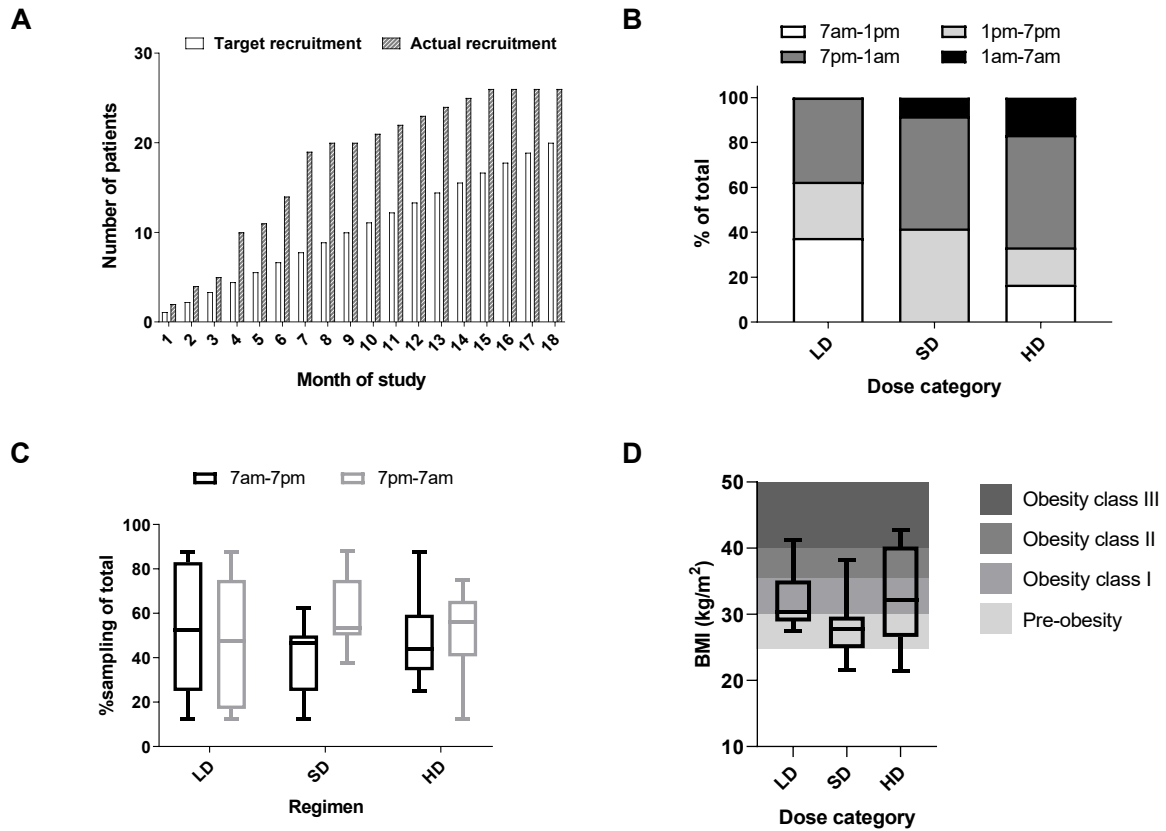 A
Target recruitment Actual recruitment
30
20
10
0
Number of patients
1 2 3 4 5 6 7 8 9 10 11 12 13 14 15 16 17 18
Month of study
B
7am-1pm 1pm-7pm
7pm-1am 1am-7am
100
80
60
40
20
0
% of total
LD SD HD
Dose category
C
7am-7pm 7pm-7am
100
80
60
40
20
0
%sampling of total
LD SD HD
Regimen
D
50
40
30
20
10
BMI (kg/m²)
LD SD HD
Dose category
Obesity class III
Obesity class II
Obesity class I
Pre-obesity